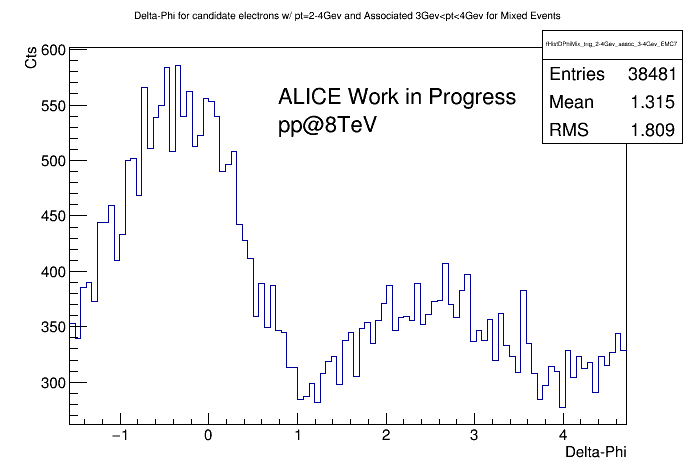 Delta-Phi for candidate electrons w/ pt=2-4Gev and Associated 3Gev<pt<4Gev for Mixed Events
Cts
600
550
500
450
400
350
300
ALICE Work in Progress
pp@8TeV
fHistDPhiMix_trig_2-4Gev_assoc_3-4Gev_EMC7
Entries 38481
Mean 1.315
RMS 1.809
−1 0 1 2 3 4
Delta-Phi